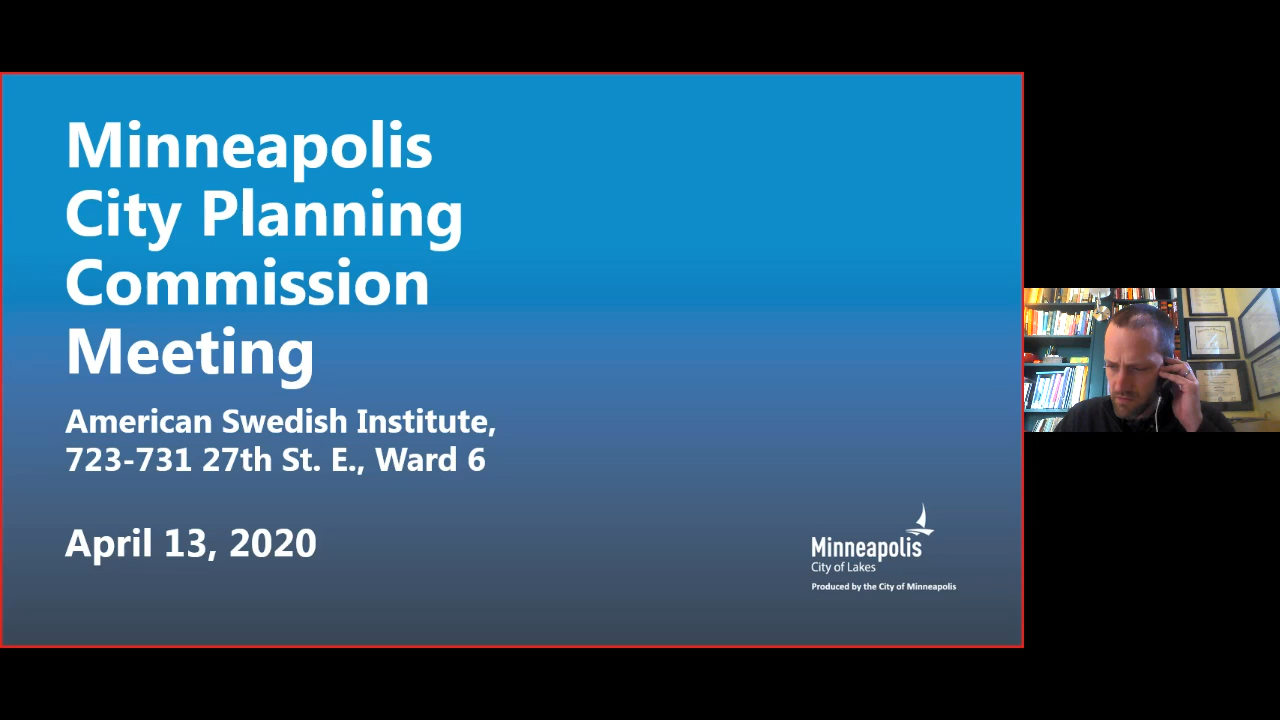 Minneapolis
City Planning
Commission
Meeting
American Swedish Institute,
723-731 27th St. E., Ward 6
April 13, 2020
Minneapolis
City of Lakes
Produced by the City of Minneapolis